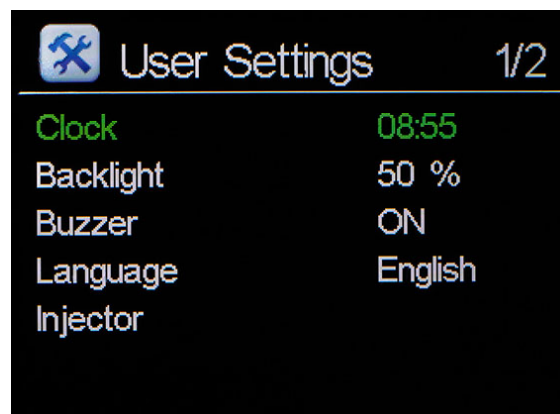 User Settings 1/2
Clock 08:55
Backlight 50 %
Buzzer ON
Language English
Injector